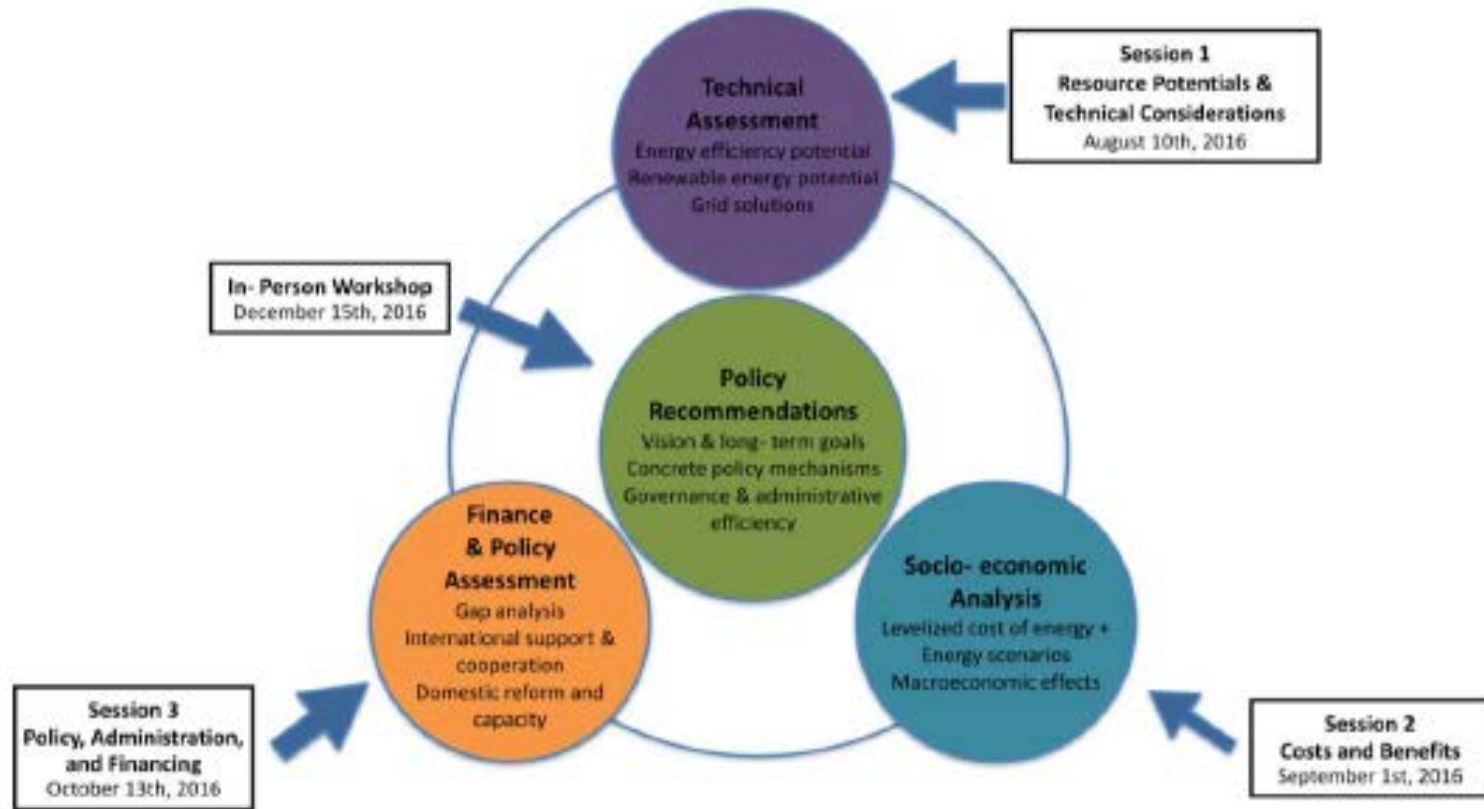 Technical
Assessment
Energy efficiency potential
Renewable energy potential
Grid solutions
Session 1
Resource Potentials &
Technical Considerations
August 10th, 2016
In- Person Workshop
December 15th, 2016
Policy
Recommendations
Vision & long- term goals
Concrete policy mechanisms
Governance & administrative
efficiency
Finance
& Policy
Assessment
Gap analysis
International support &
cooperation
Domestic reform and
capacity
Socio- economic
Analysis
Levelized cost of energy +
Energy scenarios
Macroeconomic effects
Session 3
Policy, Administration,
and Financing
October 13th, 2016
Session 2
Costs and Benefits
September 1st, 2016